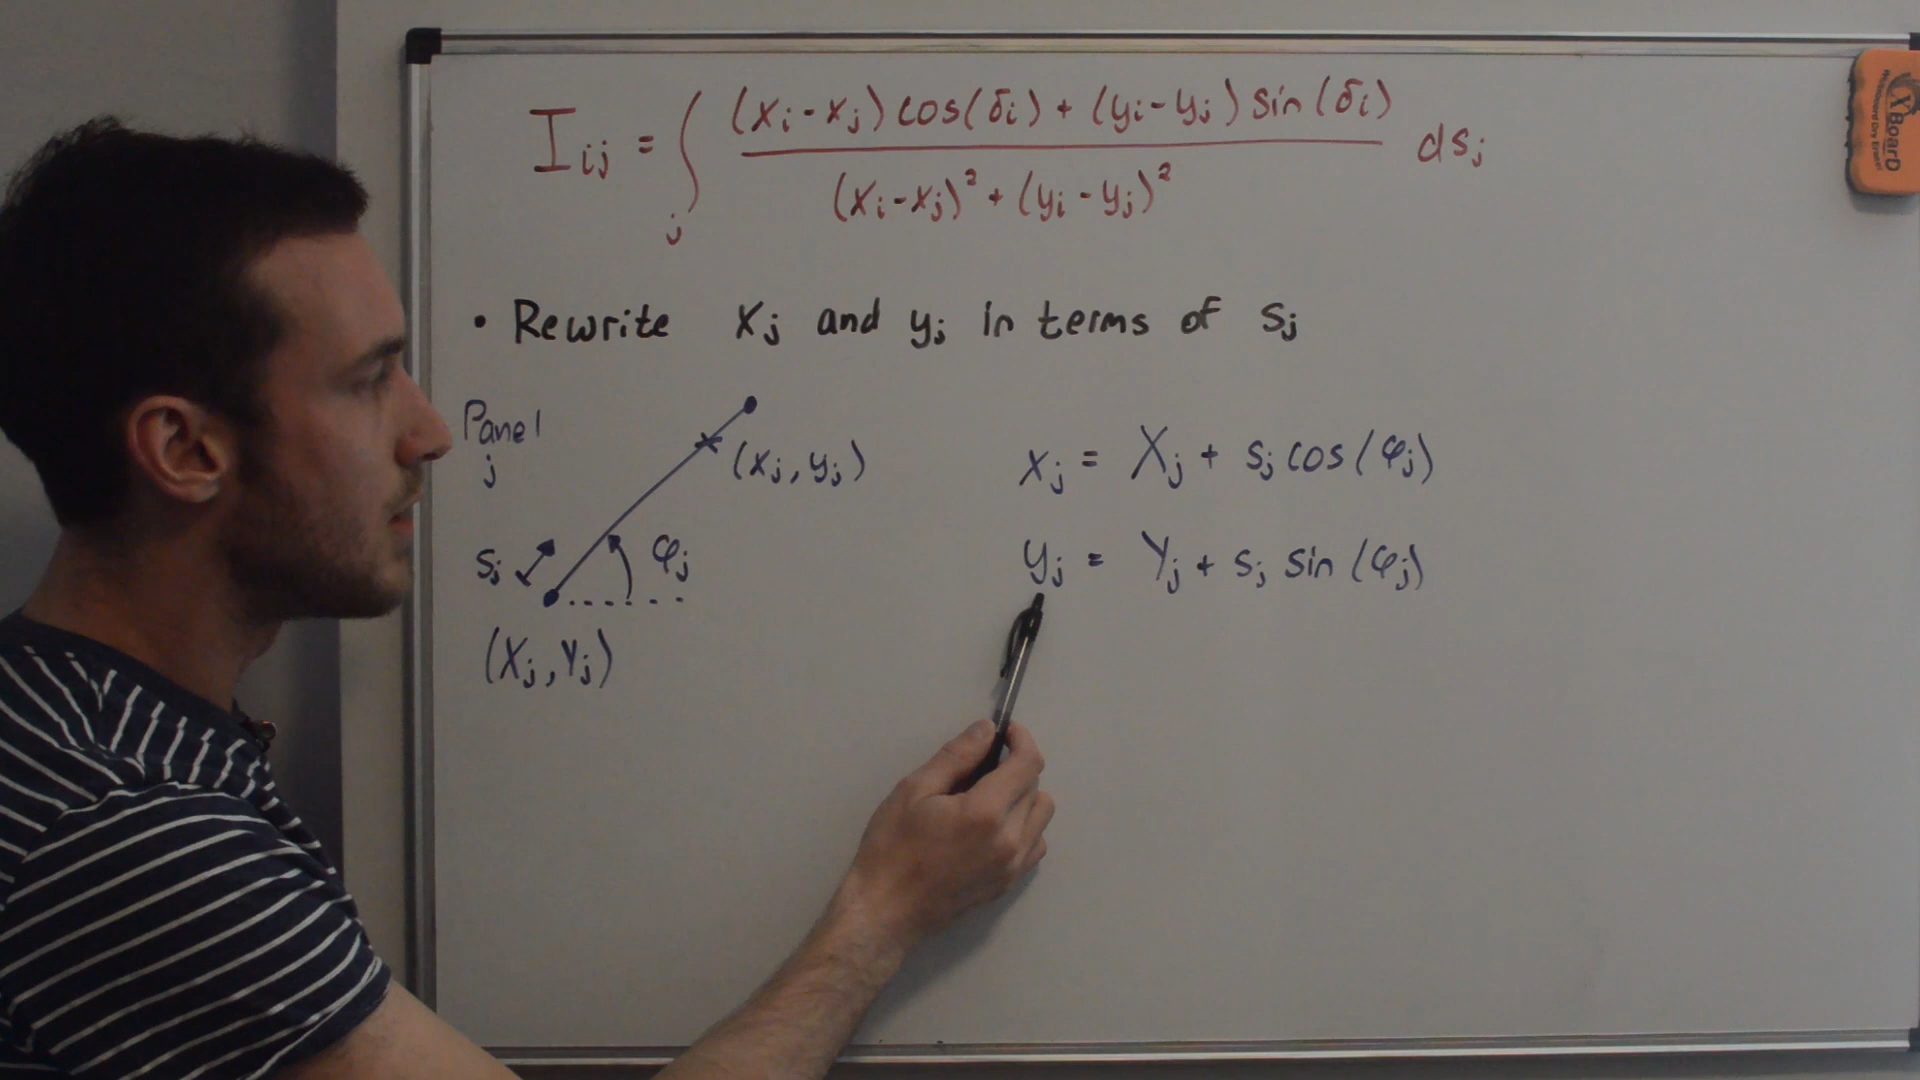 I_ij = ∫_j ((x_i - x_j) cos(δ_i) + (y_i - y_j) sin(δ_i)) / ((x_i - x_j)² + (y_i - y_j)²) ds_j
• Rewrite x_j and y_j in terms of s_j
Panel
j
(x_j, y_j)
x_j = X_j + s_j cos(φ_j)
s_j
φ_j
y_j = Y_j + s_j sin(φ_j)
(X_j, Y_j)
XBoarD